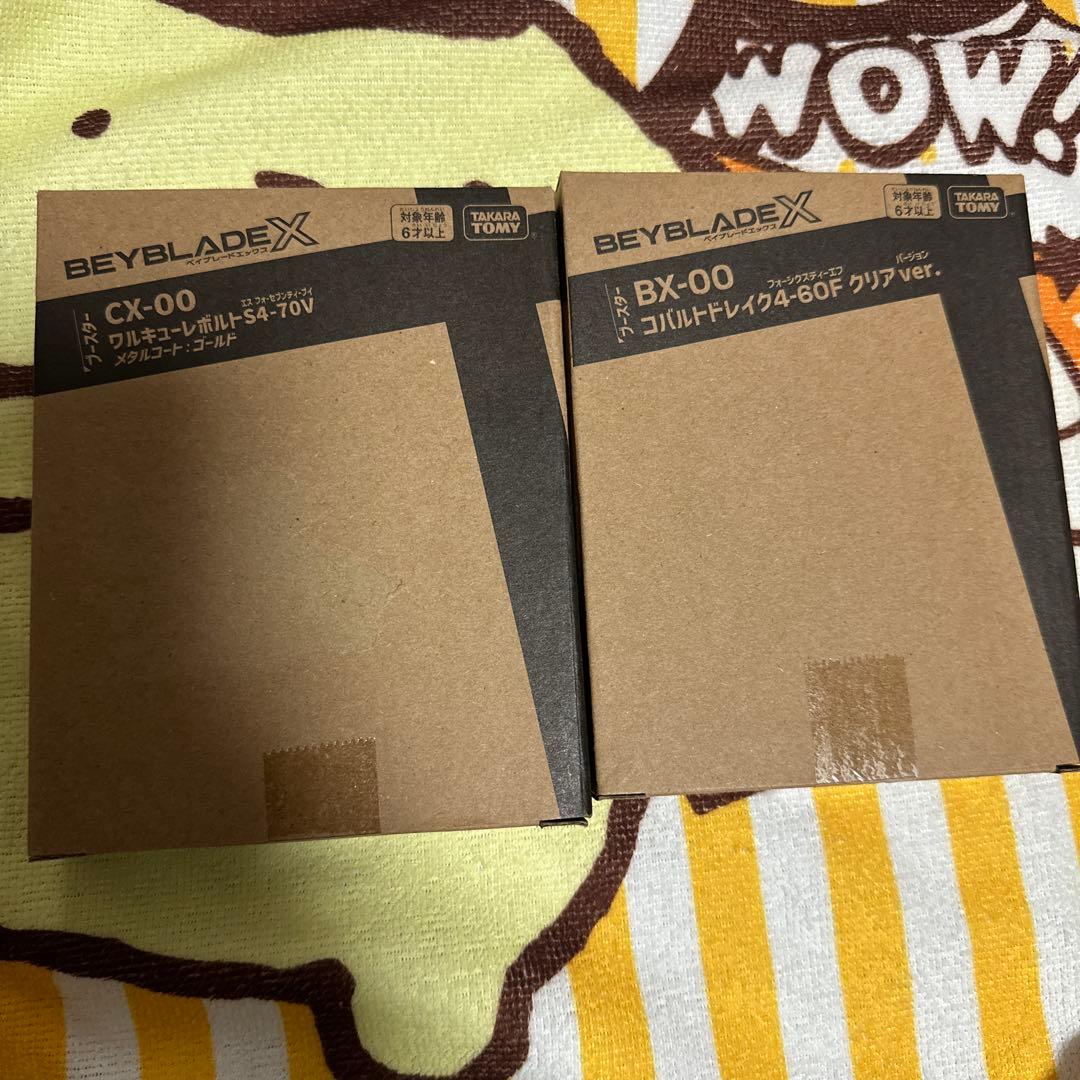 WOW!
BEYBLADE X
ベイブレードエックス
対象年齢
6才以上
TAKARA
TOMY
ブースター
CX-00
エス フォーセブンティーブイ
ワルキューレボルトS4-70V
メタルコート:ゴールド
BEYBLADE X
ベイブレードエックス
対象年齢
6才以上
TAKARA
TOMY
ブースター
BX-00
フォーシックスティーエフ バージョン
コバルトドレイク4-60F クリアver.